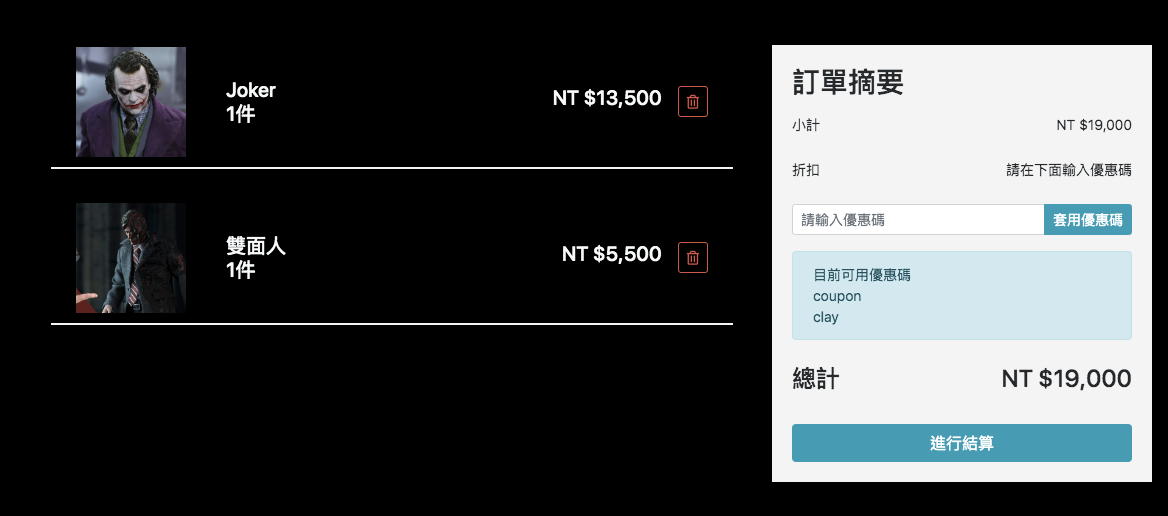 Joker
1件
NT $13,500
雙面人
1件
NT $5,500
訂單摘要
小計 NT $19,000
折扣 請在下面輸入優惠碼
請輸入優惠碼 套用優惠碼
目前可用優惠碼
coupon
clay
總計 NT $19,000
進行結算